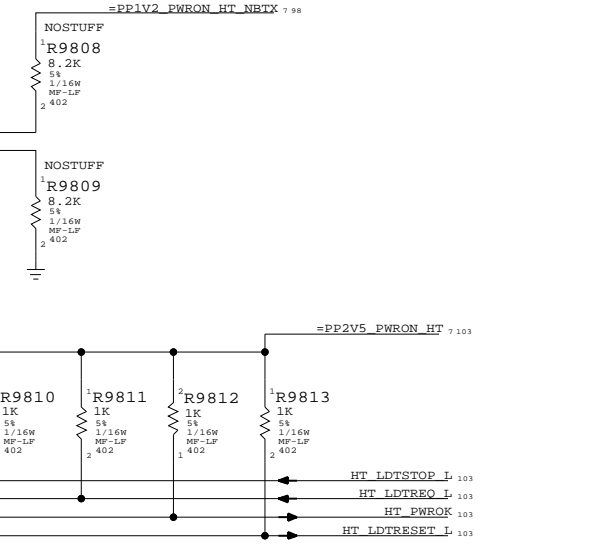 =PP1V2_PWRON_HT_NBTX 7 98
NOSTUFF
1
R9808
8.2K
5%
1/16W
MF-LF
402
2
NOSTUFF
1
R9809
8.2K
5%
1/16W
MF-LF
402
2
=PP2V5_PWRON_HT 7 103
R9810
1K
5%
1/16W
MF-LF
402
1
R9811
1K
5%
1/16W
MF-LF
402
2
2
R9812
1K
5%
1/16W
MF-LF
402
1
1
R9813
1K
5%
1/16W
MF-LF
402
2
HT_LDTSTOP_L 103
HT_LDTREQ_L 103
HT_PWROK 103
HT_LDTRESET_L 103